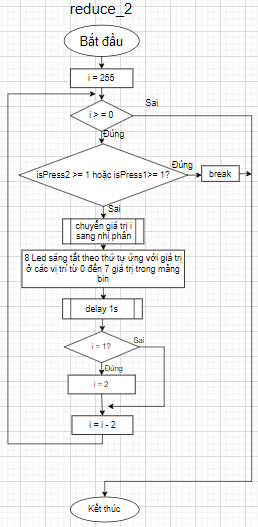 reduce_2
Bắt đầu
i = 255
i > = 0
Sai
Đúng
isPress2 >= 1 hoặc isPress1>= 1?
Đúng
break
Sai
chuyển giá trị i
sang nhị phân
8 Led sáng tắt theo thứ tự ứng với giá trị
ở các vị trí từ 0 đến 7 giá trị trong mảng
bin
delay 1s
i = 1?
Sai
Đúng
i = 2
i = i - 2
Kết thúc